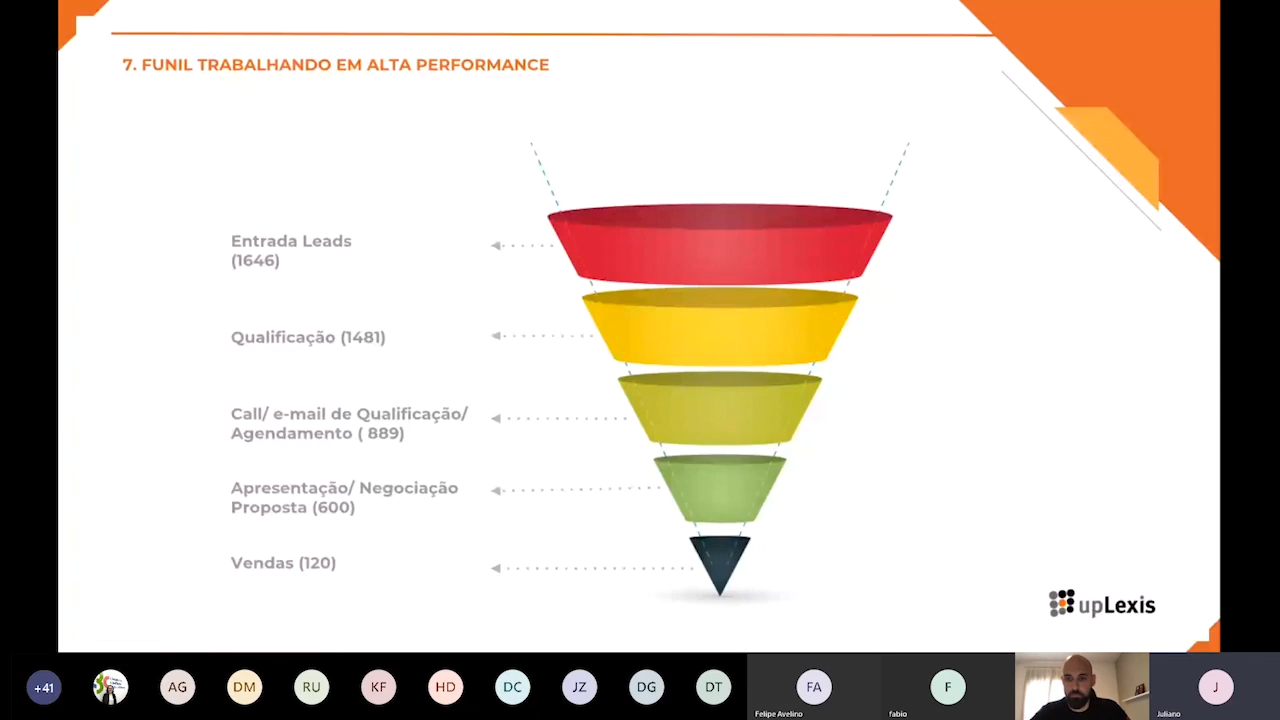 7. FUNIL TRABALHANDO EM ALTA PERFORMANCE
Entrada Leads
(1646)
Qualificação (1481)
Call/ e-mail de Qualificação/
Agendamento ( 889)
Apresentação/ Negociação
Proposta (600)
Vendas (120)
upLexis
+41
AG
DM
RU
KF
HD
DC
JZ
DG
DT
FA
F
J
Felipe Avelino
fabio
Juliano